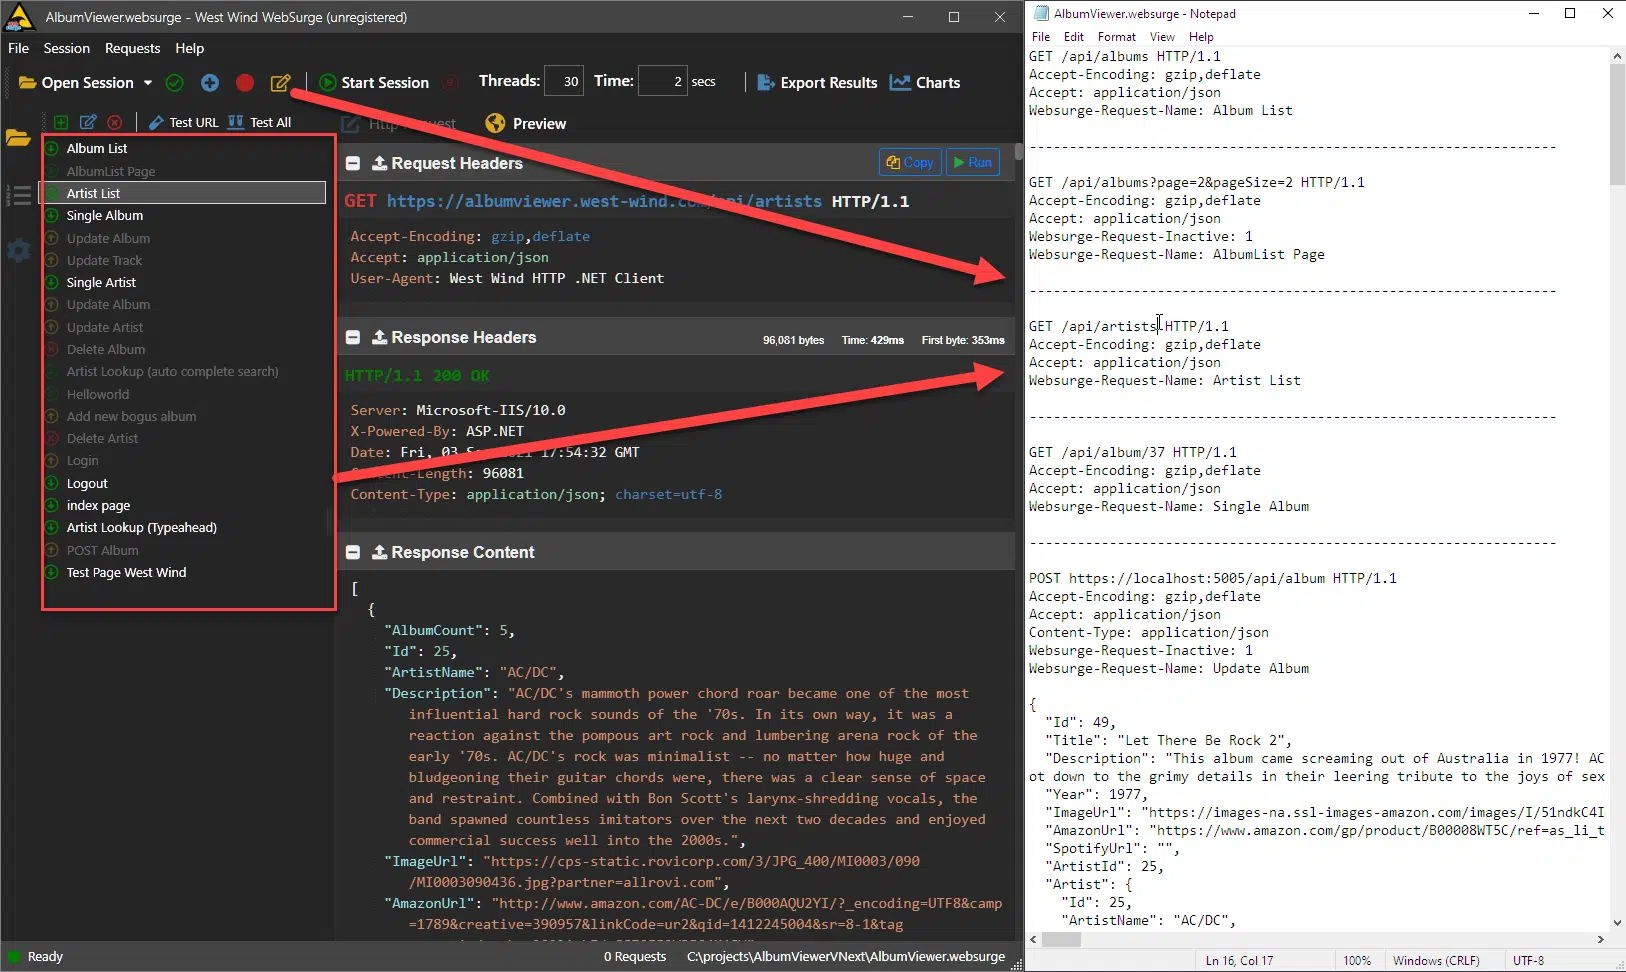 AlbumViewer.websurge - West Wind WebSurge (unregistered)
File Session Requests Help
Open Session Start Session Threads: 30 Time: 2 secs Export Results Charts
Test URL Test All Http Request Preview
Album List
AlbumList Page
Artist List
Single Album
Update Album
Update Track
Single Artist
Update Album
Update Artist
Delete Album
Artist Lookup (auto complete search)
Helloworld
Add new bogus album
Delete Artist
Login
Logout
index page
Artist Lookup (Typeahead)
POST Album
Test Page West Wind
Request Headers Copy Run
GET https://albumviewer.west-wind.com/api/artists HTTP/1.1
Accept-Encoding: gzip,deflate
Accept: application/json
User-Agent: West Wind HTTP .NET Client
Response Headers 96,081 bytes Time: 429ms First byte: 353ms
HTTP/1.1 200 OK
Server: Microsoft-IIS/10.0
X-Powered-By: ASP.NET
Date: Fri, 03 17:54:32 GMT
Content-Length: 96081
Content-Type: application/json; charset=utf-8
Response Content
[
{
"AlbumCount": 5,
"Id": 25,
"ArtistName": "AC/DC",
"Description": "AC/DC's mammoth power chord roar became one of the most
influential hard rock sounds of the '70s. In its own way, it was a
reaction against the pompous art rock and lumbering arena rock of the
early '70s. AC/DC's rock was minimalist -- no matter how huge and
bludgeoning their guitar chords were, there was a clear sense of space
and restraint. Combined with Bon Scott's larynx-shredding vocals, the
band spawned countless imitators over the next two decades and enjoyed
commercial success well into the 2000s.",
"ImageUrl": "https://cps-static.rovicorp.com/3/JPG_400/MI0003/090
/MI0003090436.jpg?partner=allrovi.com",
"AmazonUrl": "http://www.amazon.com/AC-DC/e/B000AQU2YI/?_encoding=UTF8&camp
=1789&creative=390957&linkCode=ur2&qid=1412245004&sr=8-1&tag
Ready 0 Requests C:\projects\AlbumViewerVNext\AlbumViewer.websurge
AlbumViewer.websurge - Notepad
File Edit Format View Help
GET /api/albums HTTP/1.1
Accept-Encoding: gzip,deflate
Accept: application/json
Websurge-Request-Name: Album List
------------------------------------------------------------------
GET /api/albums?page=2&pageSize=2 HTTP/1.1
Accept-Encoding: gzip,deflate
Accept: application/json
Websurge-Request-Inactive: 1
Websurge-Request-Name: AlbumList Page
------------------------------------------------------------------
GET /api/artists HTTP/1.1
Accept-Encoding: gzip,deflate
Accept: application/json
Websurge-Request-Name: Artist List
------------------------------------------------------------------
GET /api/album/37 HTTP/1.1
Accept-Encoding: gzip,deflate
Accept: application/json
Websurge-Request-Name: Single Album
------------------------------------------------------------------
POST https://localhost:5005/api/album HTTP/1.1
Accept-Encoding: gzip,deflate
Accept: application/json
Content-Type: application/json
Websurge-Request-Inactive: 1
Websurge-Request-Name: Update Album
{
"Id": 49,
"Title": "Let There Be Rock 2",
"Description": "This album came screaming out of Australia in 1977! AC
ot down to the grimy details in their leering tribute to the joys of sex
"Year": 1977,
"ImageUrl": "https://images-na.ssl-images-amazon.com/images/I/51ndkC4I
"AmazonUrl": "https://www.amazon.com/gp/product/B00008WT5C/ref=as_li_t
"SpotifyUrl": "",
"ArtistId": 25,
"Artist": {
"Id": 25,
"ArtistName": "AC/DC",
Ln 16, Col 17 100% Windows (CRLF) UTF-8